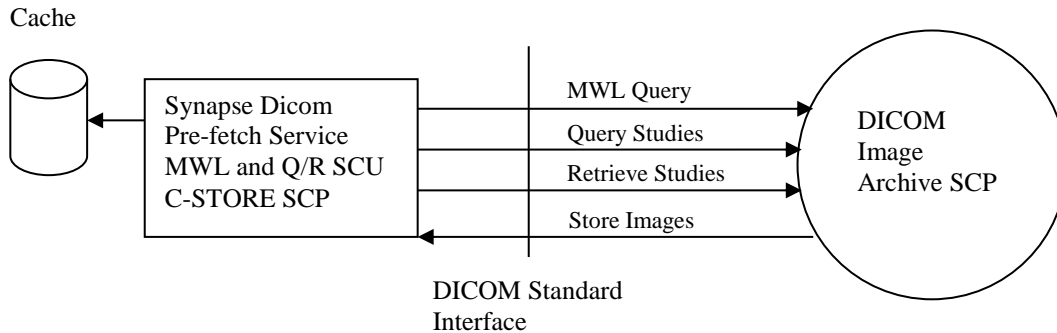 Cache
Synapse Dicom
Pre-fetch Service
MWL and Q/R SCU
C-STORE SCP
MWL Query
Query Studies
Retrieve Studies
Store Images
DICOM
Image
Archive SCP
DICOM Standard
Interface